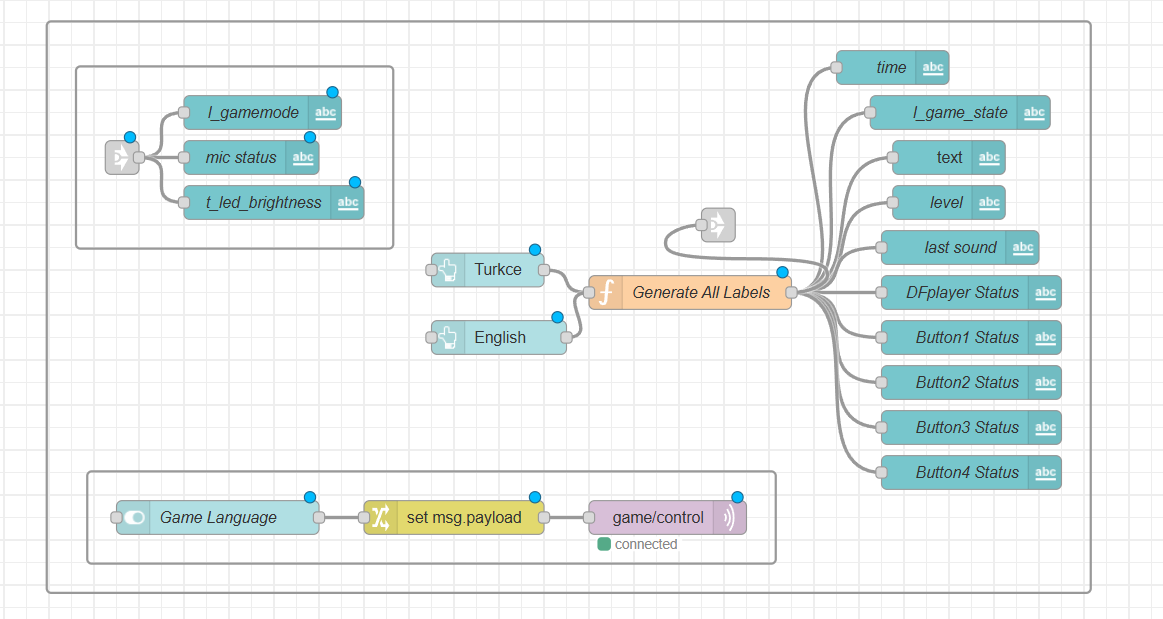 time
abc
l_gamemode
abc
l_game_state
abc
mic status
abc
text
abc
t_led_brightness
abc
level
abc
last sound
abc
Turkce
Generate All Labels
DFplayer Status
abc
English
Button1 Status
abc
Button2 Status
abc
Button3 Status
abc
Button4 Status
abc
Game Language
set msg.payload
game/control
connected